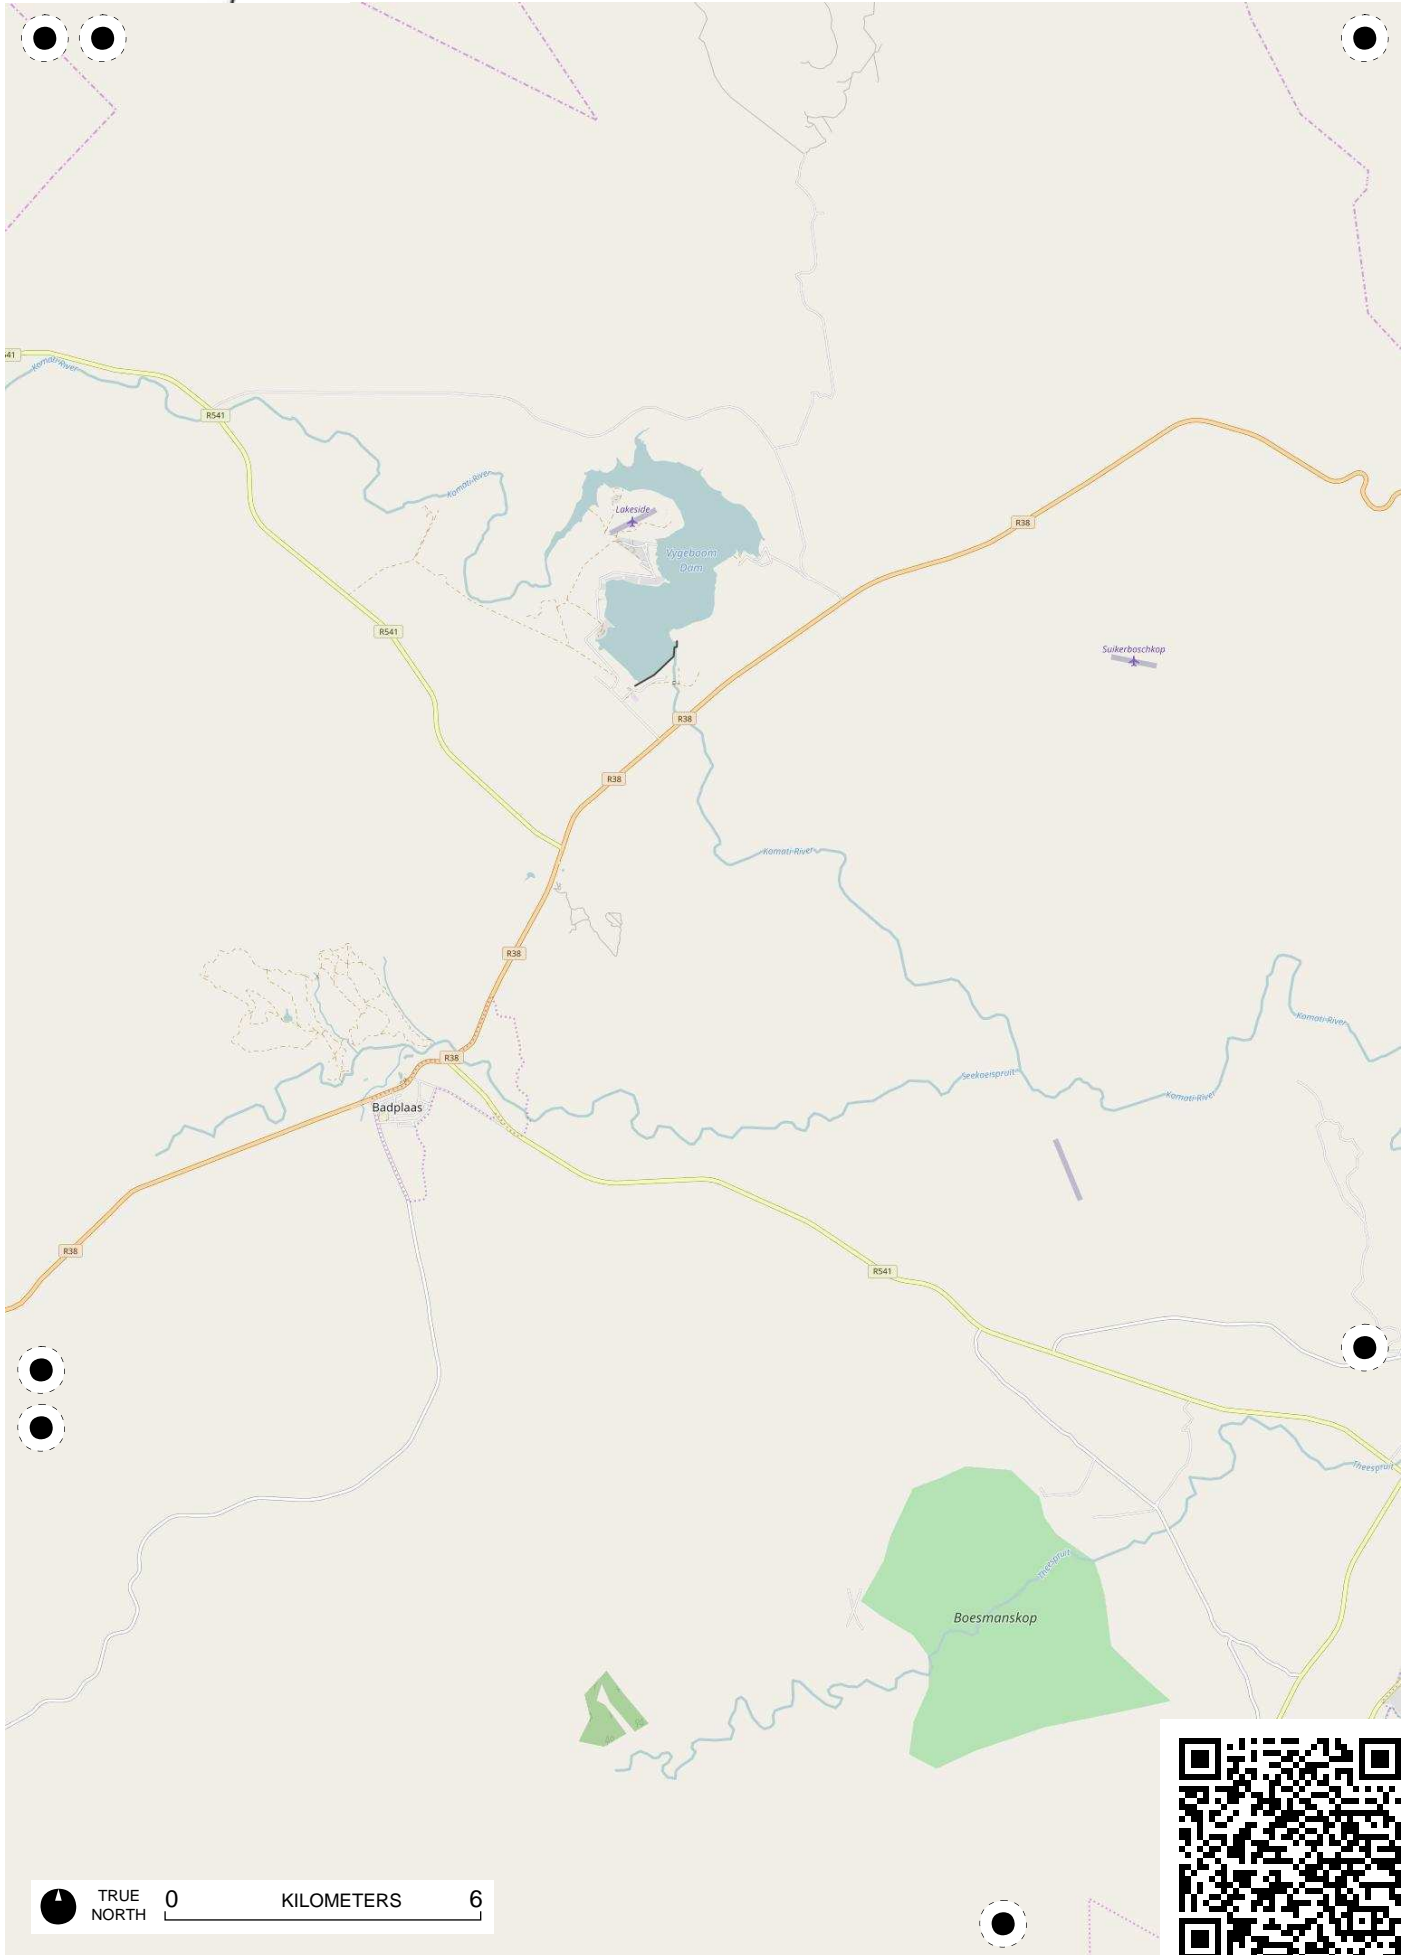 41
Komati River
R541
Komati River
Lakeside
Vygeboom
Dam
R38
R541
Suikerboschkop
R38
R38
Komati River
R38
Komati River
R38
Seekoeispruit
Komati River
Badplaas
R38
R541
Theespruit
Theespruit
Boesmanskop
TRUE
NORTH
0
KILOMETERS
6